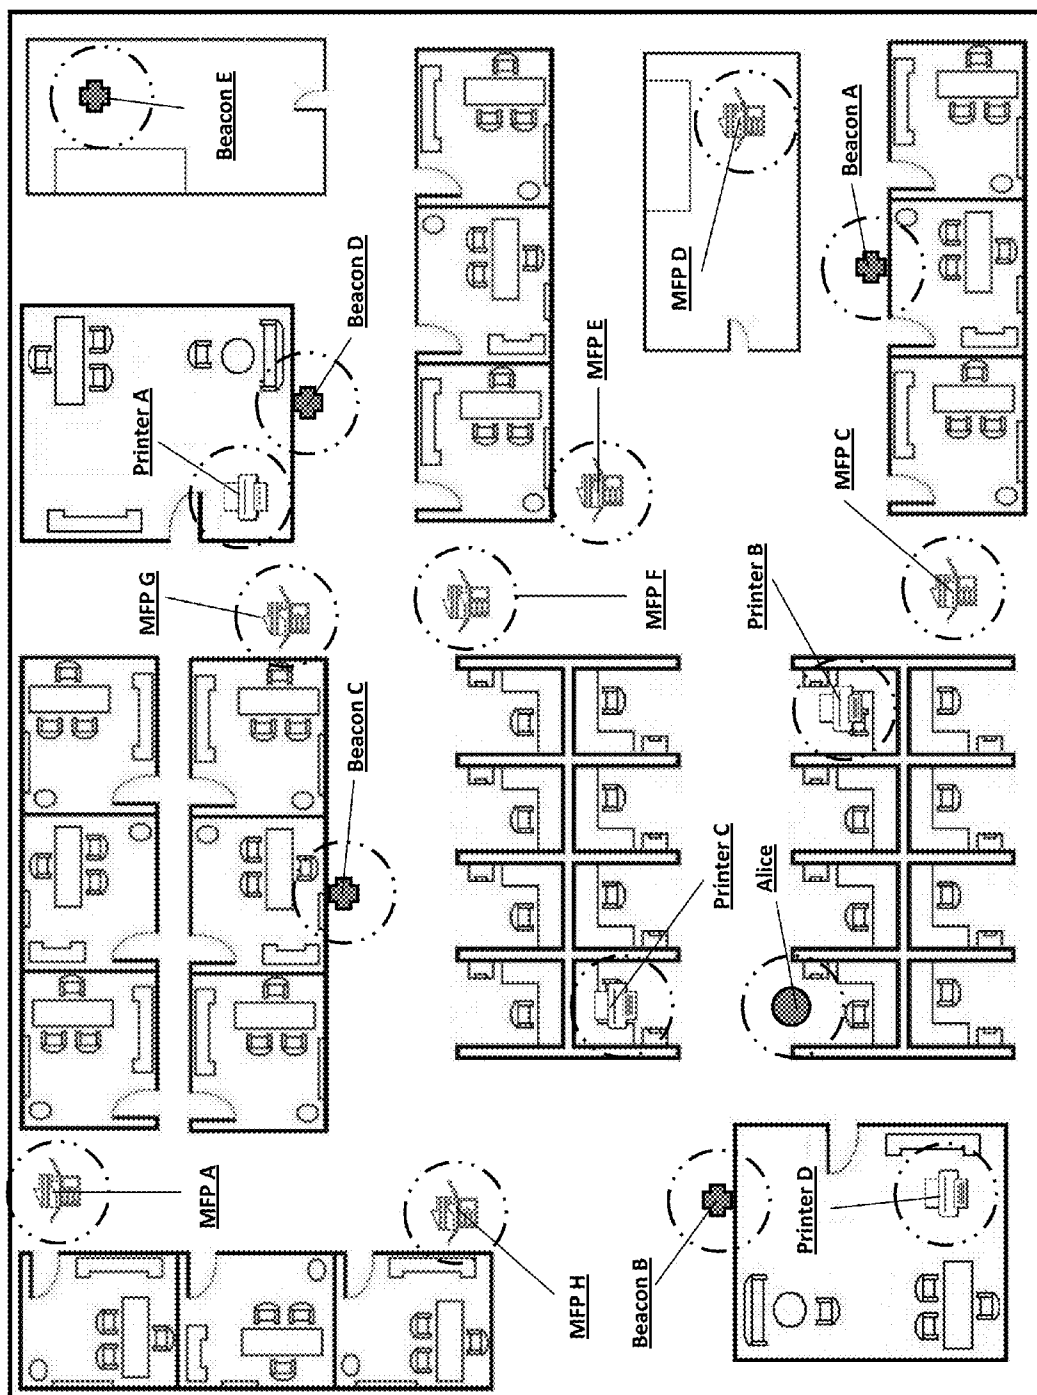 Beacon E
Beacon D
Printer A
MFP G
Beacon C
MFP A
MFP H
MFP E
MFP F
MFP D
Beacon A
MFP C
Printer B
Printer C
Alice
Beacon B
Printer D